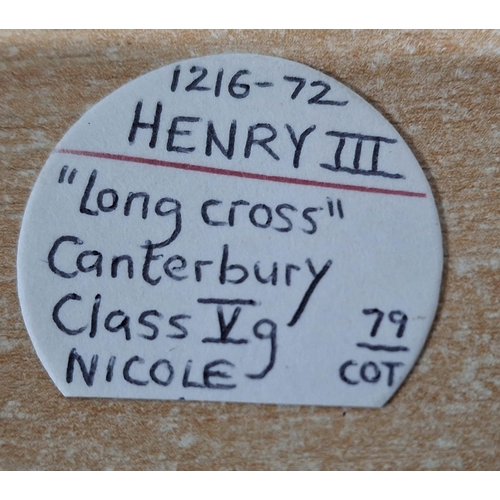 1216-72
HENRY III
"Long cross"
Canterbury
Class Vg
NICOLE
79
COT